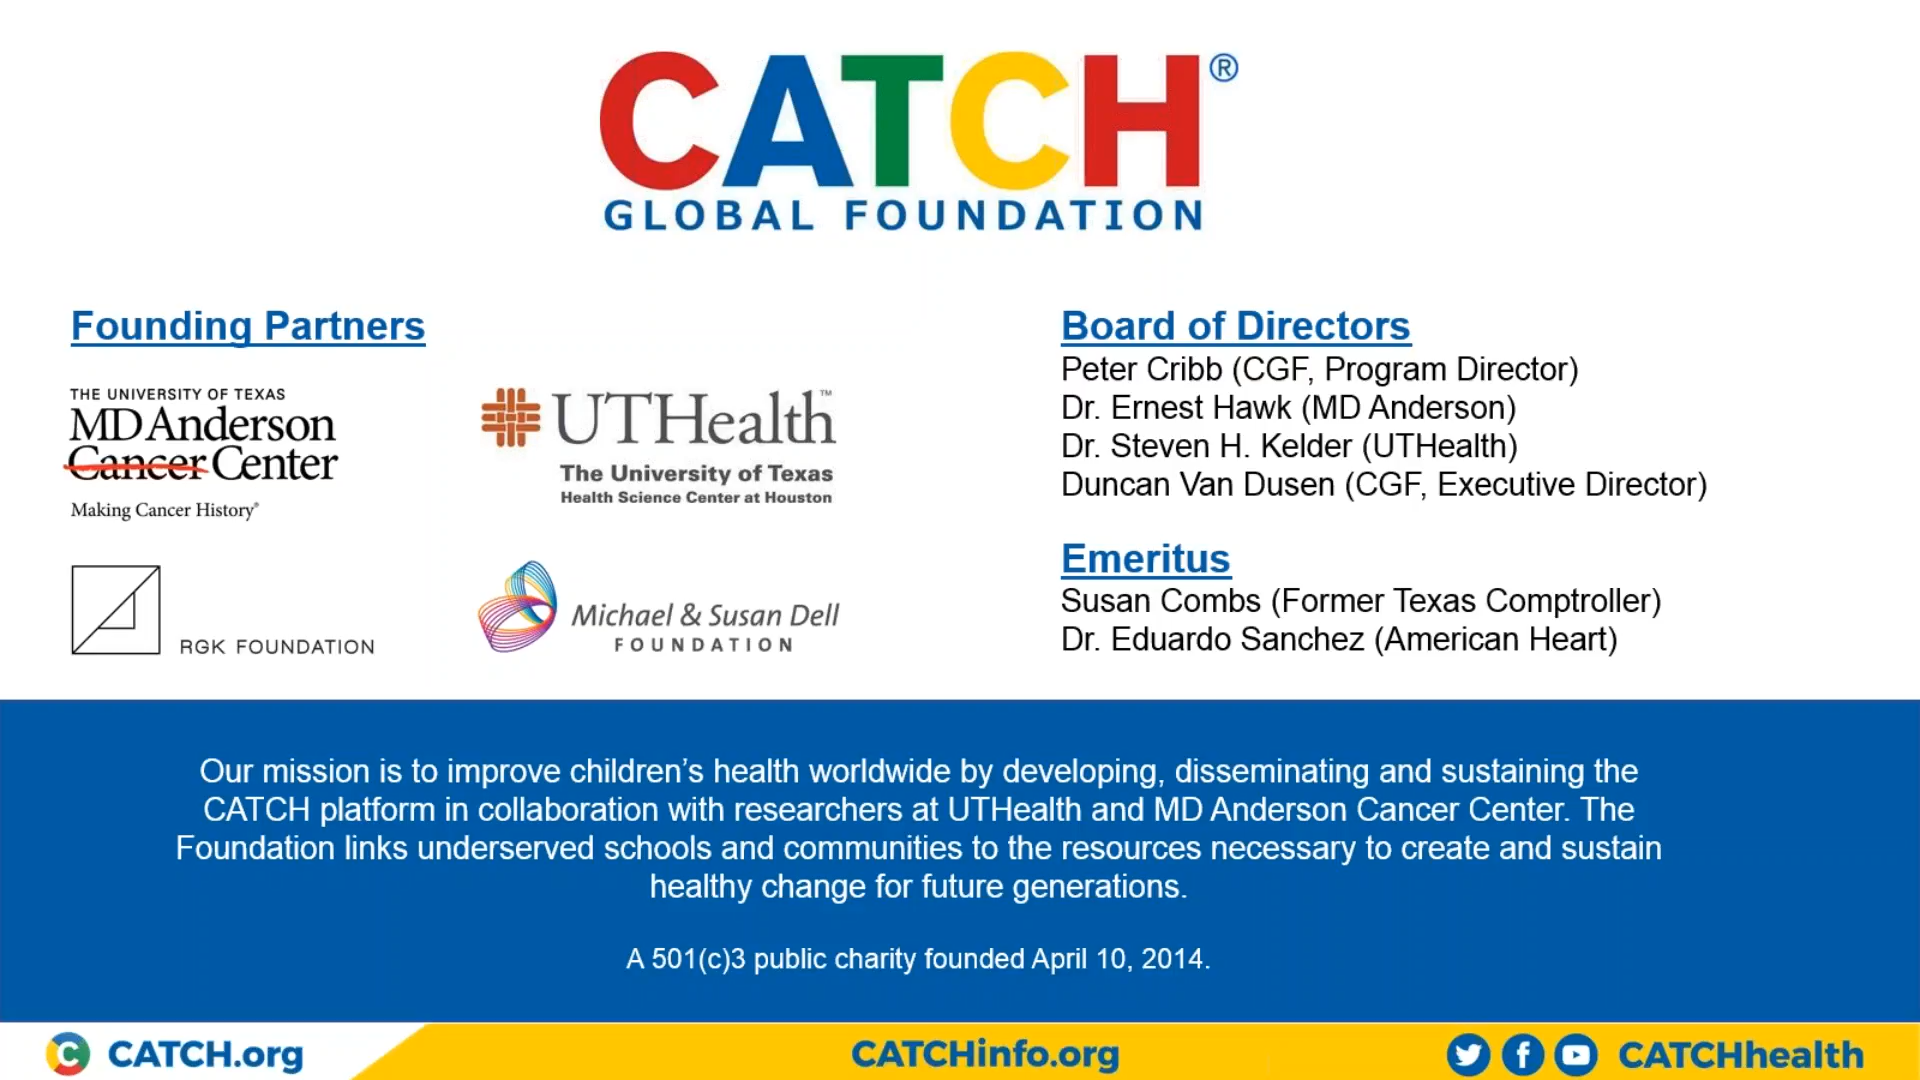 CATCH®
GLOBAL FOUNDATION
Founding Partners
THE UNIVERSITY OF TEXAS
MD Anderson
Cancer Center
Making Cancer History®
UTHealth™
The University of Texas
Health Science Center at Houston
RGK FOUNDATION
Michael & Susan Dell
FOUNDATION
Board of Directors
Peter Cribb (CGF, Program Director)
Dr. Ernest Hawk (MD Anderson)
Dr. Steven H. Kelder (UTHealth)
Duncan Van Dusen (CGF, Executive Director)
Emeritus
Susan Combs (Former Texas Comptroller)
Dr. Eduardo Sanchez (American Heart)
Our mission is to improve children’s health worldwide by developing, disseminating and sustaining the
CATCH platform in collaboration with researchers at UTHealth and MD Anderson Cancer Center. The
Foundation links underserved schools and communities to the resources necessary to create and sustain
healthy change for future generations.
A 501(c)3 public charity founded April 10, 2014.
C CATCH.org
CATCHinfo.org
CATCHhealth